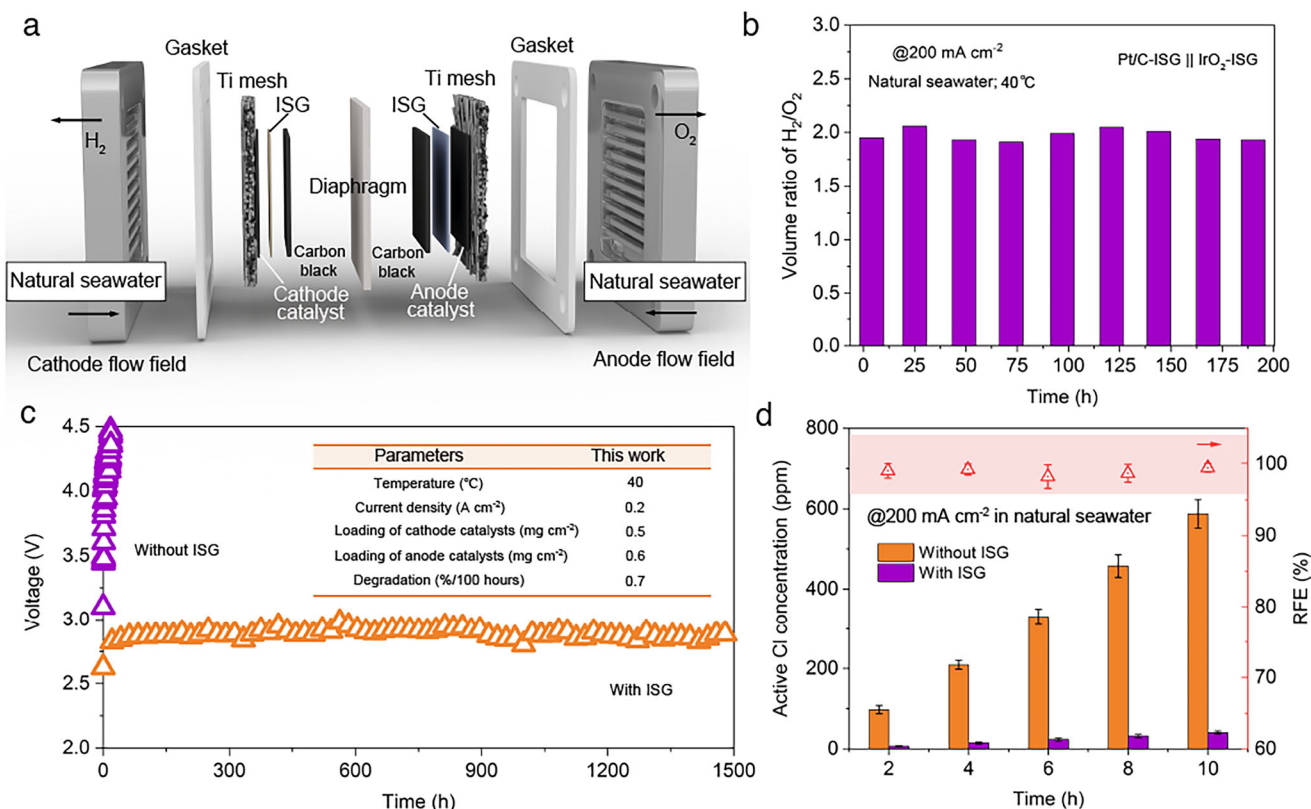 a
Gasket
Gasket
Ti mesh
Ti mesh
ISG
ISG
H2
O2
Diaphragm
Carbon
black
Carbon
black
Natural seawater
Cathode
catalyst
Anode
catalyst
Natural seawater
Cathode flow field
Anode flow field
b
@200 mA cm-2
Pt/C-ISG || IrO2-ISG
Natural seawater; 40℃
Volume ratio of H2/O2
3.0
2.5
2.0
1.5
1.0
0.5
0.0
0 25 50 75 100 125 150 175 200
Time (h)
c
Voltage (V)
4.5
4.0
3.5
3.0
2.5
2.0
Without ISG
Parameters This work
Temperature (℃) 40
Current density (A cm-2) 0.2
Loading of cathode catalysts (mg cm-2) 0.5
Loading of anode catalysts (mg cm-2) 0.6
Degradation (%/100 hours) 0.7
With ISG
0 300 600 900 1200 1500
Time (h)
d
Active Cl concentration (ppm)
800
600
400
200
0
@200 mA cm-2 in natural seawater
Without ISG
With ISG
100
90
80
70
60
RFE (%)
2 4 6 8 10
Time (h)